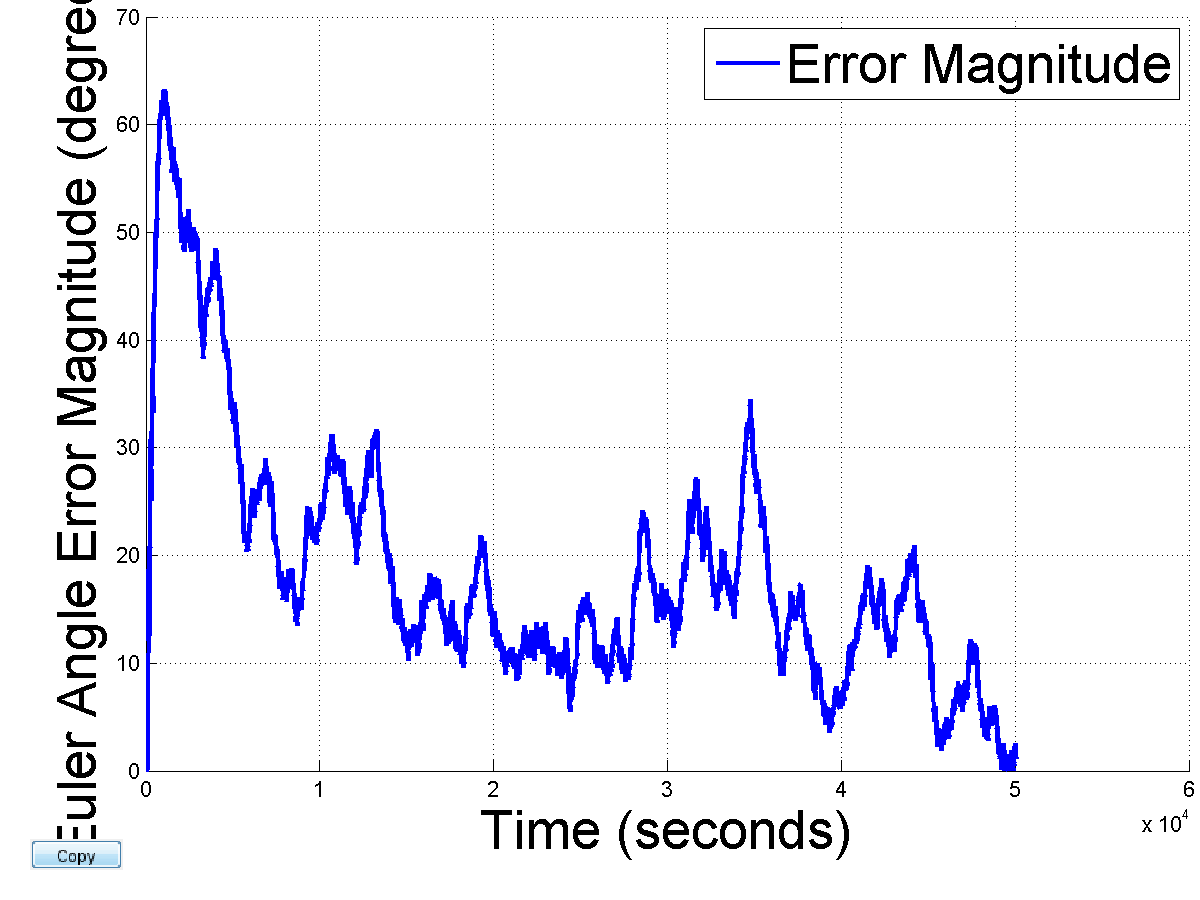 70
60
50
40
30
20
10
0
Euler Angle Error Magnitude (degree
Error Magnitude
0 1 2 3 4 5 6
x 10⁴
Time (seconds)
Copy